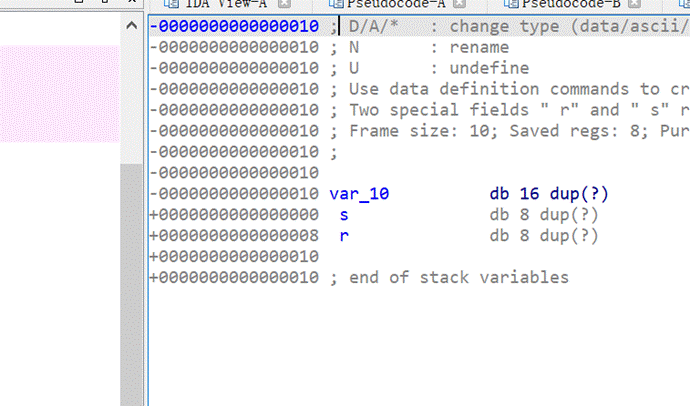 IDA View-A Pseudocode-A Pseudocode-B
-0000000000000010 ; D/A/* : change type (data/ascii/
-0000000000000010 ; N : rename
-0000000000000010 ; U : undefine
-0000000000000010 ; Use data definition commands to cr
-0000000000000010 ; Two special fields " r" and " s" r
-0000000000000010 ; Frame size: 10; Saved regs: 8; Pur
-0000000000000010 ;
-0000000000000010
-0000000000000010 var_10 db 16 dup(?)
+0000000000000000 s db 8 dup(?)
+0000000000000008 r db 8 dup(?)
+0000000000000010
+0000000000000010 ; end of stack variables